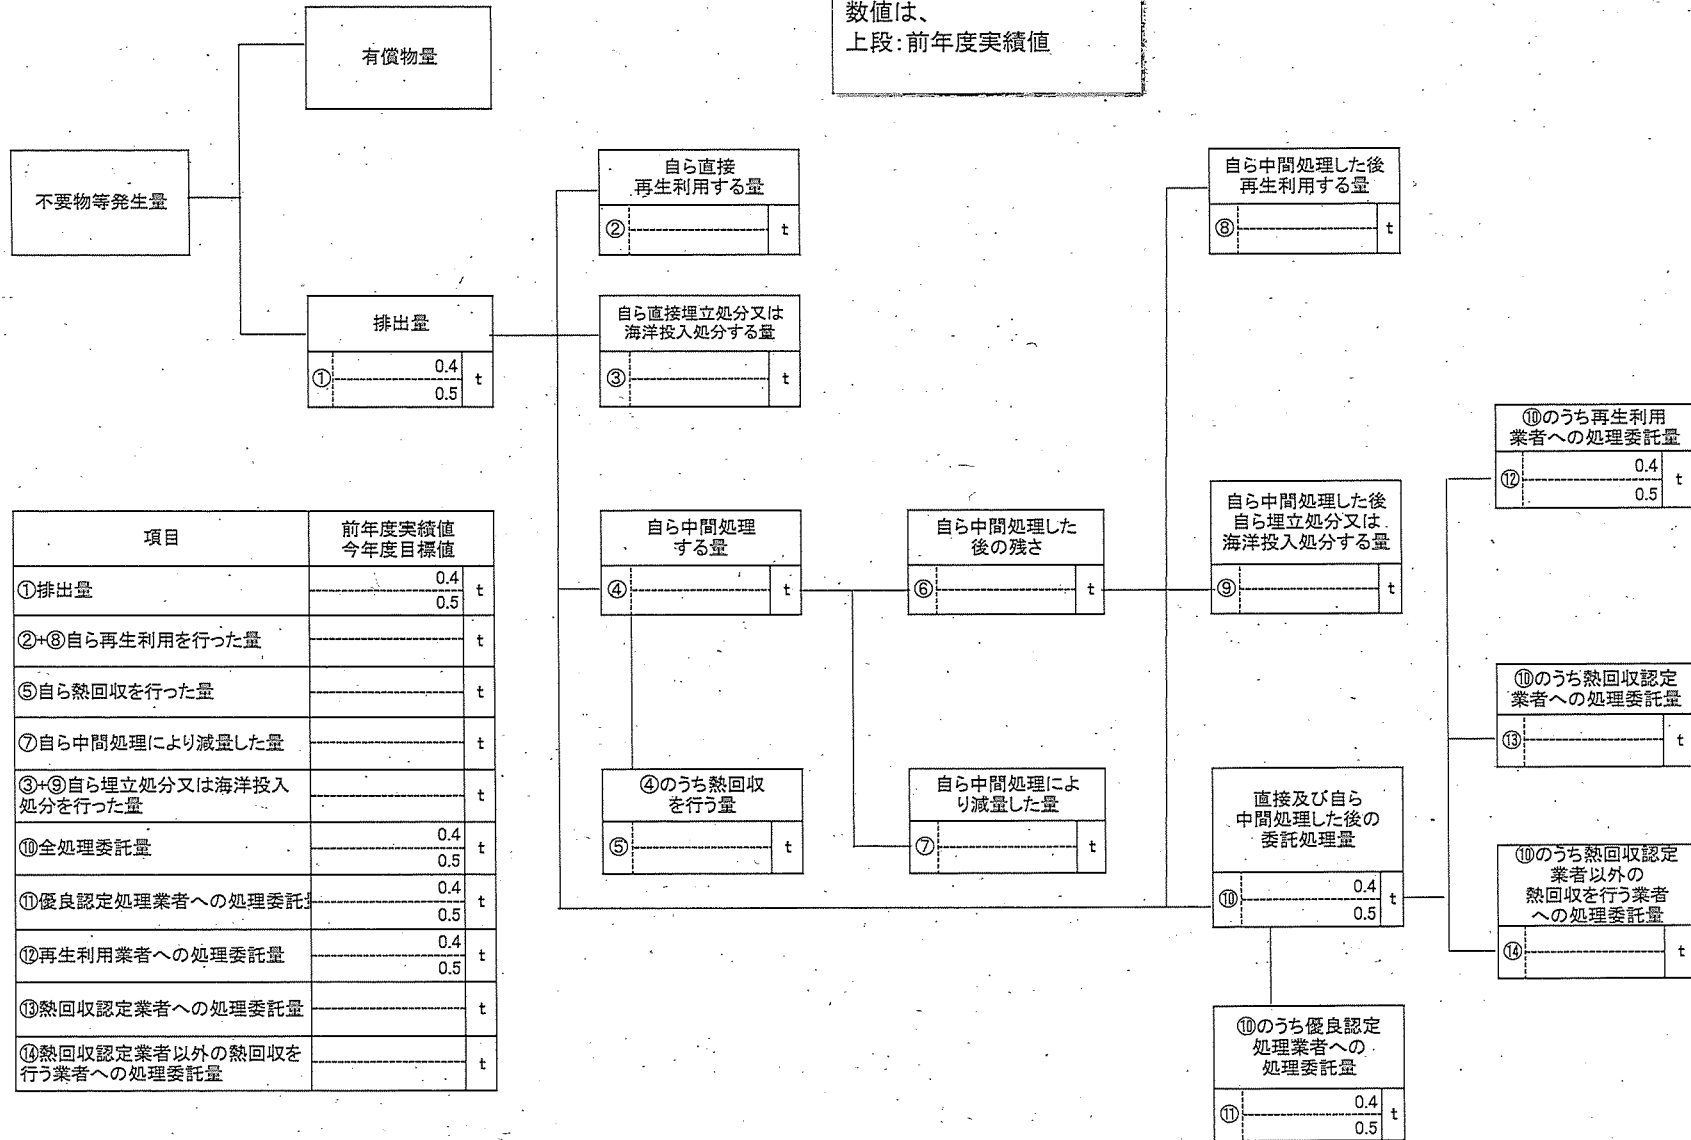 数値は、
上段:前年度実績値
有償物量
不要物等発生量
排出量
① 0.4 t
0.5
自ら直接
再生利用する量
② t
自ら直接埋立処分又は
海洋投入処分する量
③ t
自ら中間処理した後
再生利用する量
⑧ t
自ら中間処理
する量
④ t
自ら中間処理した
後の残さ
⑥ t
自ら中間処理した後
自ら埋立処分又は
海洋投入処分する量
⑨ t
⑩のうち再生利用
業者への処理委託量
⑫ 0.4 t
0.5
⑩のうち熱回収認定
業者への処理委託量
⑬ t
④のうち熱回収
を行う量
⑤ t
自ら中間処理によ
り減量した量
⑦ t
直接及び自ら
中間処理した後の
委託処理量
⑩ 0.4 t
0.5
⑩のうち熱回収認定
業者以外の
熱回収を行う業者
への処理委託量
⑭ t
⑩のうち優良認定
処理業者への
処理委託量
⑪ 0.4 t
0.5
項目 前年度実績値
今年度目標値
①排出量 0.4 t
0.5
②+⑧自ら再生利用を行った量 t
⑤自ら熱回収を行った量 t
⑦自ら中間処理により減量した量 t
③+⑨自ら埋立処分又は海洋投入
処分を行った量 t
⑩全処理委託量 0.4 t
0.5
⑪優良認定処理業者への処理委託 0.4 t
0.5
⑫再生利用業者への処理委託量 0.4 t
0.5
⑬熱回収認定業者への処理委託量 t
⑭熱回収認定業者以外の熱回収を
行う業者への処理委託量 t